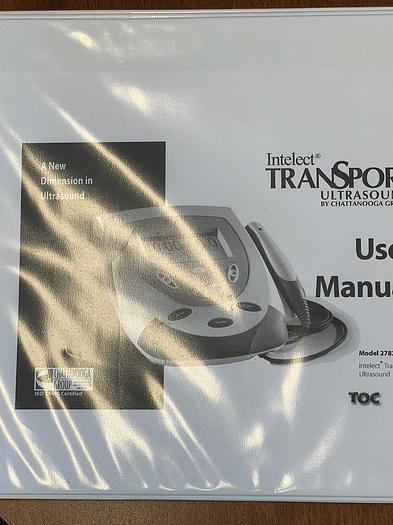 A New
Dimension in
Ultrasound
Intelect®
TRANSPOR
ULTRASOUN
BY CHATTANOOGA GR
Use
Manua
Model 278
Intelect® Tra
Ultrasound
TOC
CHATTANOOGA
GROUP
Certified